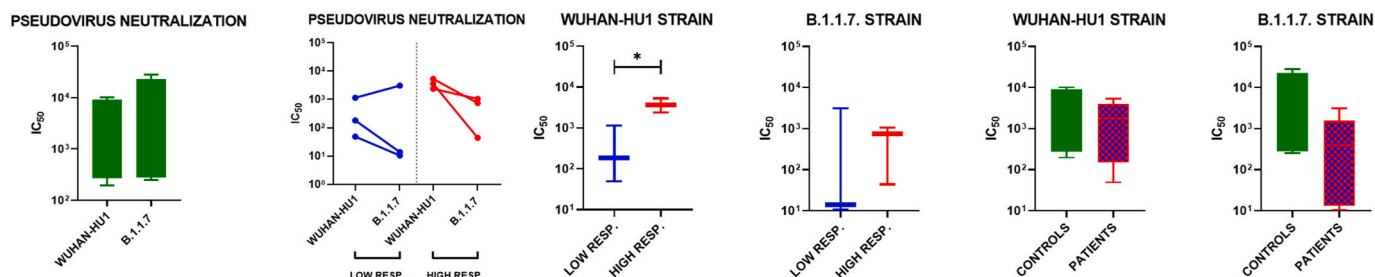 PSEUDOVIRUS NEUTRALIZATION
10⁵
10⁴
10³
10²
IC₅₀
WUHAN-HU1
B.1.1.7
PSEUDOVIRUS NEUTRALIZATION
10⁵
10⁴
10³
10²
10¹
10⁰
IC₅₀
WUHAN-HU1
B.1.1.7
WUHAN-HU1
B.1.1.7
LOW RESP
HIGH RESP
WUHAN-HU1 STRAIN
*
10⁵
10⁴
10³
10²
10¹
IC₅₀
LOW RESP.
HIGH RESP.
B.1.1.7. STRAIN
10⁵
10⁴
10³
10²
10¹
IC₅₀
LOW RESP.
HIGH RESP.
WUHAN-HU1 STRAIN
10⁵
10⁴
10³
10²
10¹
IC₅₀
CONTROLS
PATIENTS
B.1.1.7. STRAIN
10⁵
10⁴
10³
10²
10¹
IC₅₀
CONTROLS
PATIENTS